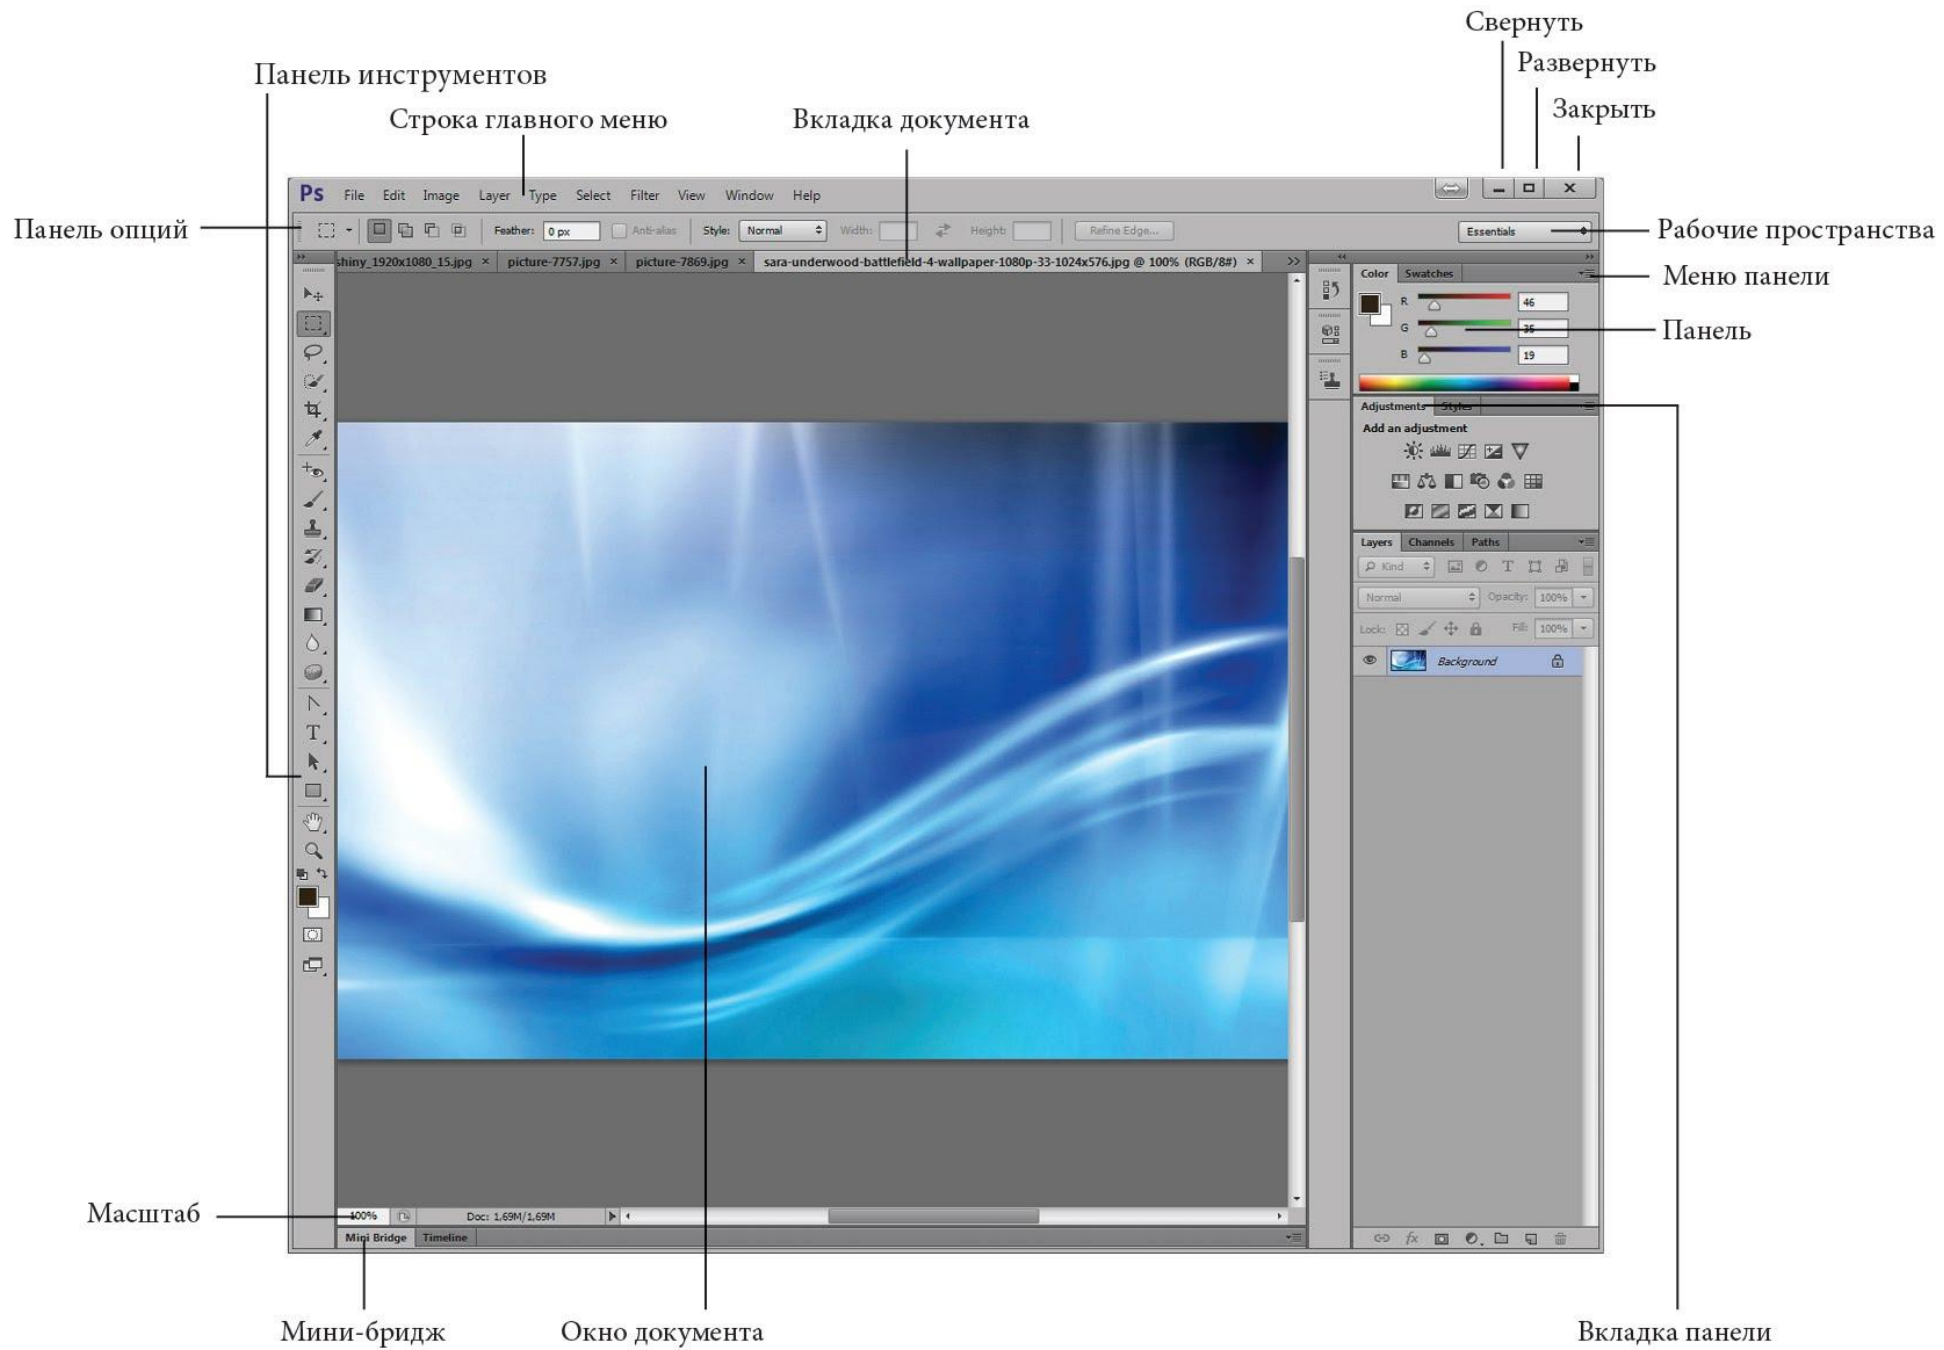 Свернуть
Развернуть
Закрыть
Панель инструментов
Строка главного меню
Вкладка документа
Ps File Edit Image Layer Type Select Filter View Window Help
Панель опций
Feather: 0 px Anti-alias Style: Normal Width: Height: Refine Edge... Essentials
Рабочие пространства
shiny_1920x1080_15.jpg × picture-7757.jpg × picture-7869.jpg × sara-underwood-battlefield-4-wallpaper-1080p-33-1024x576.jpg @ 100% (RGB/8#) ×
Color Swatches
Меню панели
R 46
G 35
Панель
B 19
Adjustments Styles
Add an adjustment
Layers Channels Paths
Kind
Normal Opacity: 100%
Lock: Fill: 100%
Background
Масштаб
100% Doc: 1,69M/1,69M
Mini Bridge Timeline
fx
Мини-бридж
Окно документа
Вкладка панели